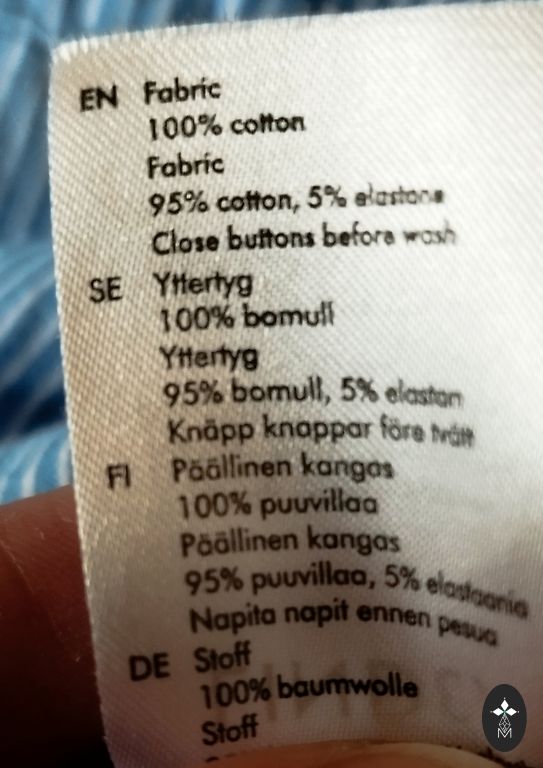 EN Fabric
100% cotton
Fabric
95% cotton, 5% elastane
Close buttons before wash
SE Yttertyg
100% bomull
Yttertyg
95% bomull, 5% elastan
Knäpp knappar före tvätt
FI Päällinen kangas
100% puuvillaa
Päällinen kangas
95% puuvillaa, 5% elastaania
Napita napit ennen pesua
DE Stoff
100% baumwolle
Stoff